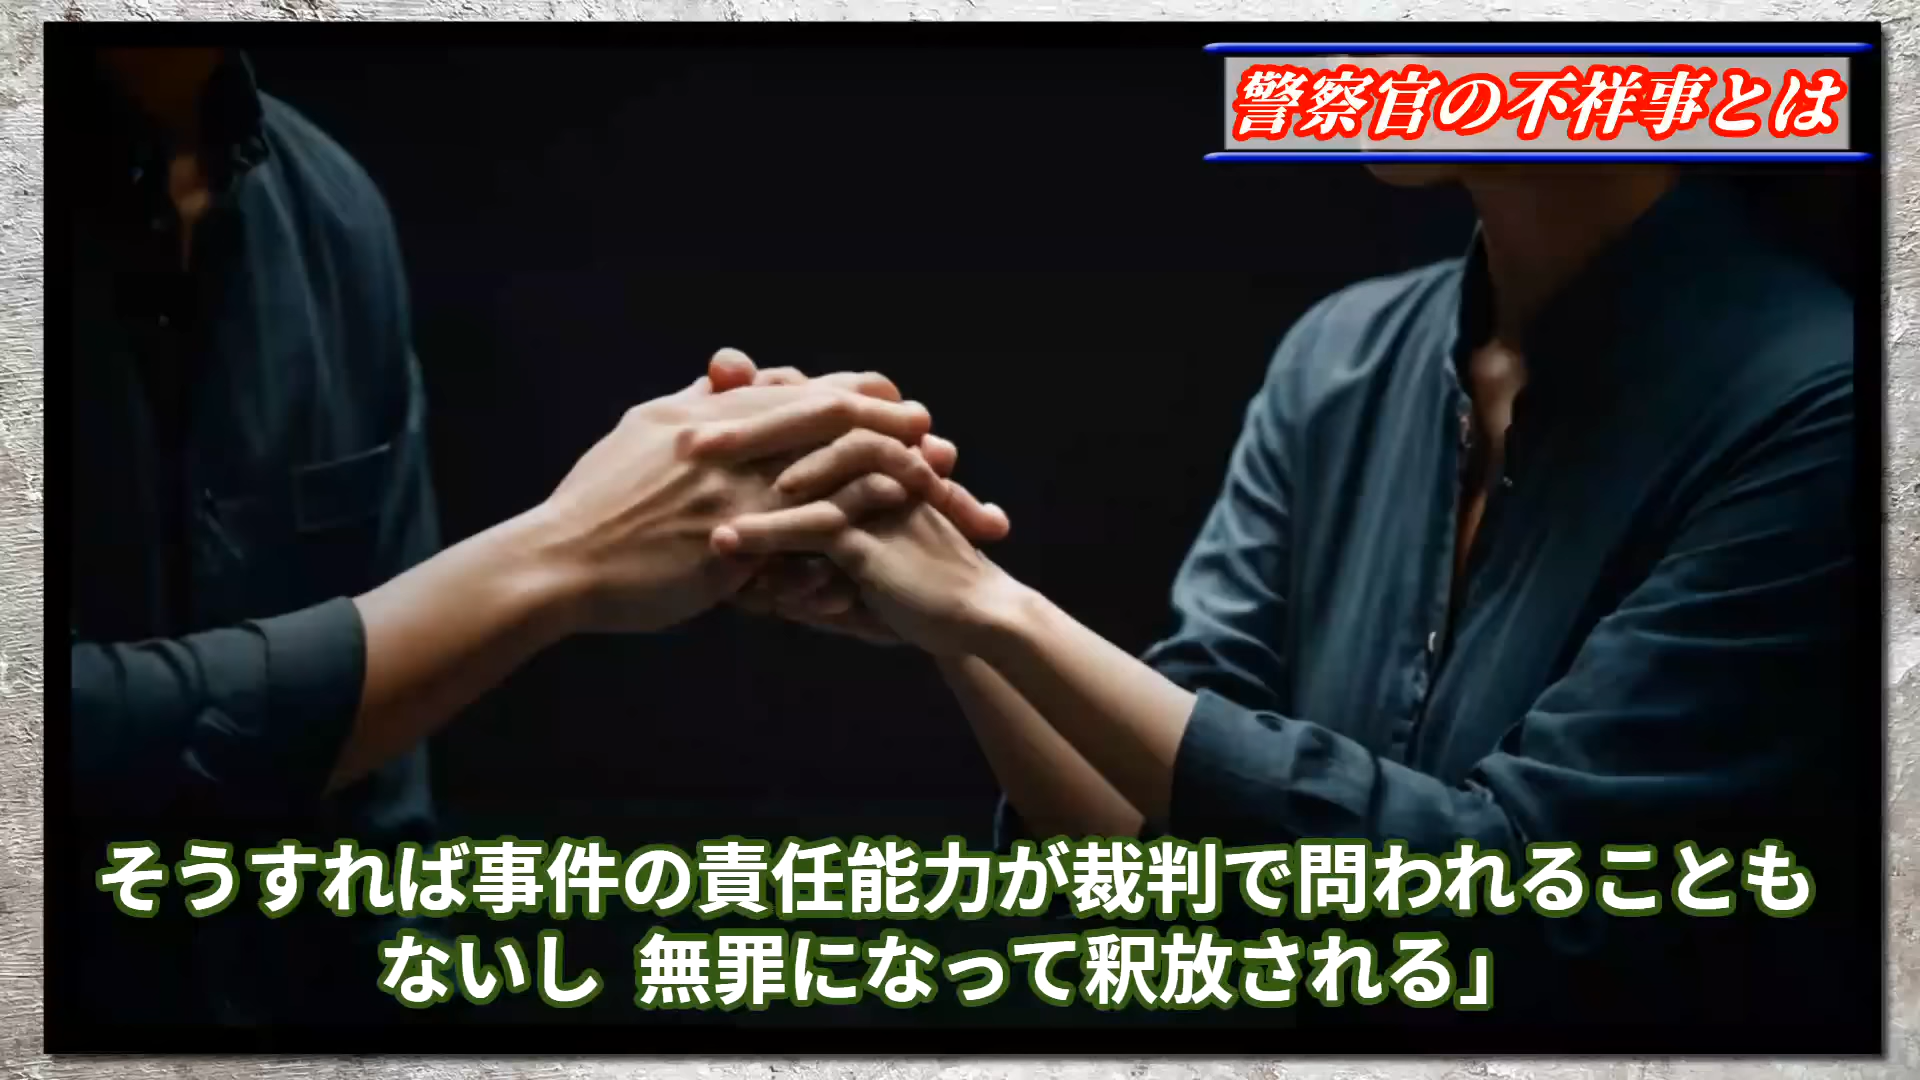 警察官の不祥事とは
そうすれば事件の責任能力が裁判で問われることも
ないし 無罪になって釈放される」